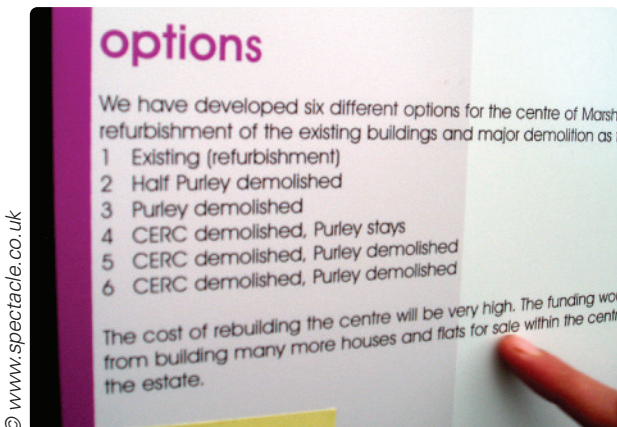 options
We have developed six different options for the centre of Marsh
refurbishment of the existing buildings and major demolition as
1 Existing (refurbishment)
2 Half Purley demolished
3 Purley demolished
4 CERC demolished, Purley stays
5 CERC demolished, Purley demolished
6 CERC demolished, Purley demolished
The cost of rebuilding the centre will be very high. The funding wou
from building many more houses and flats for sale within the centr
the estate.
© www.spectacle.co.uk